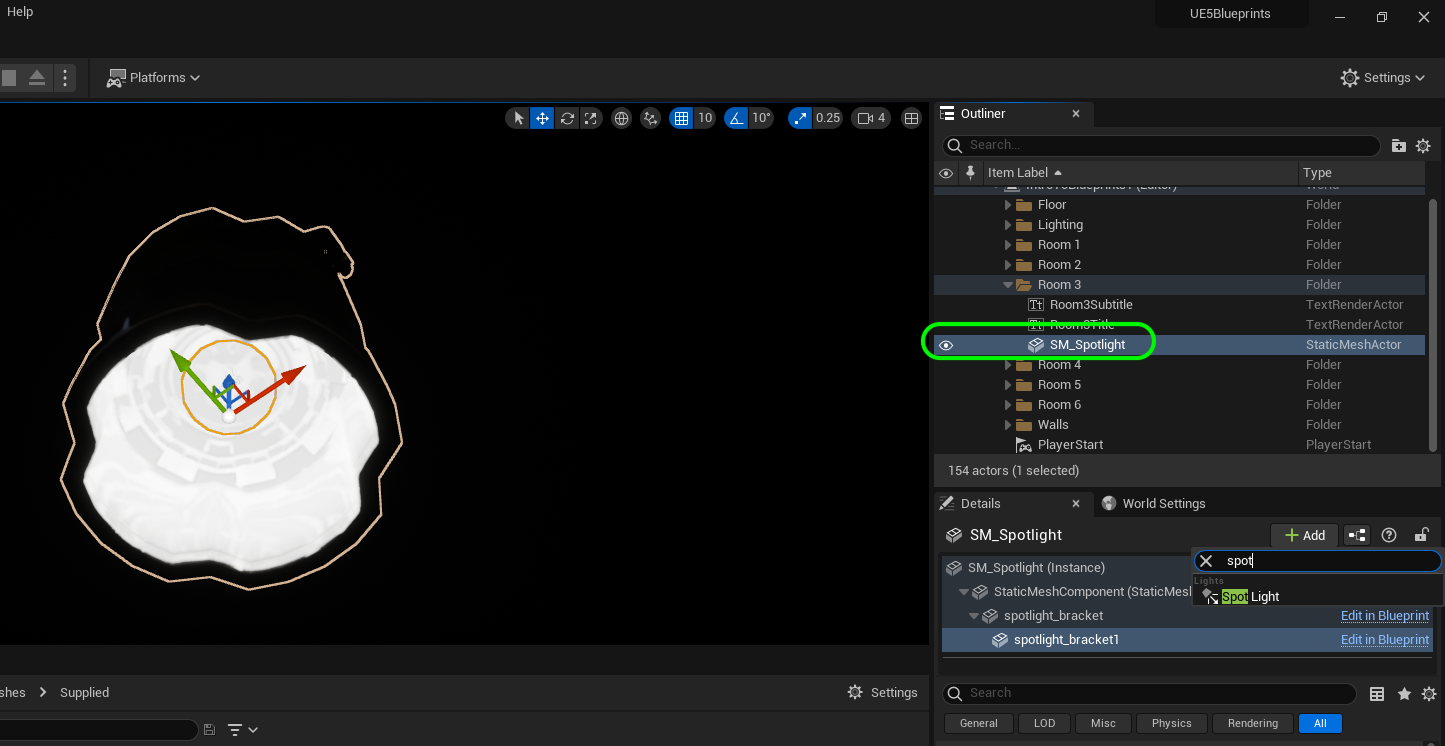 Help
UE5Blueprints
Platforms
Settings
10
10°
0.25
4
Outliner
Search...
Item Label
Type
World
Floor
Folder
Lighting
Folder
Room 1
Folder
Room 2
Folder
Room 3
Folder
Room3Subtitle
TextRenderActor
Room3Title
TextRenderActor
SM_Spotlight
StaticMeshActor
Room 4
Folder
Room 5
Folder
Room 6
Folder
Walls
Folder
PlayerStart
PlayerStart
154 actors (1 selected)
Details
World Settings
SM_Spotlight
Add
spot
SM_Spotlight (Instance)
Lights
StaticMeshComponent (StaticMesl
Spot Light
spotlight_bracket
Edit in Blueprint
spotlight_bracket1
Edit in Blueprint
shes
Supplied
Settings
Search
General
LOD
Misc
Physics
Rendering
All